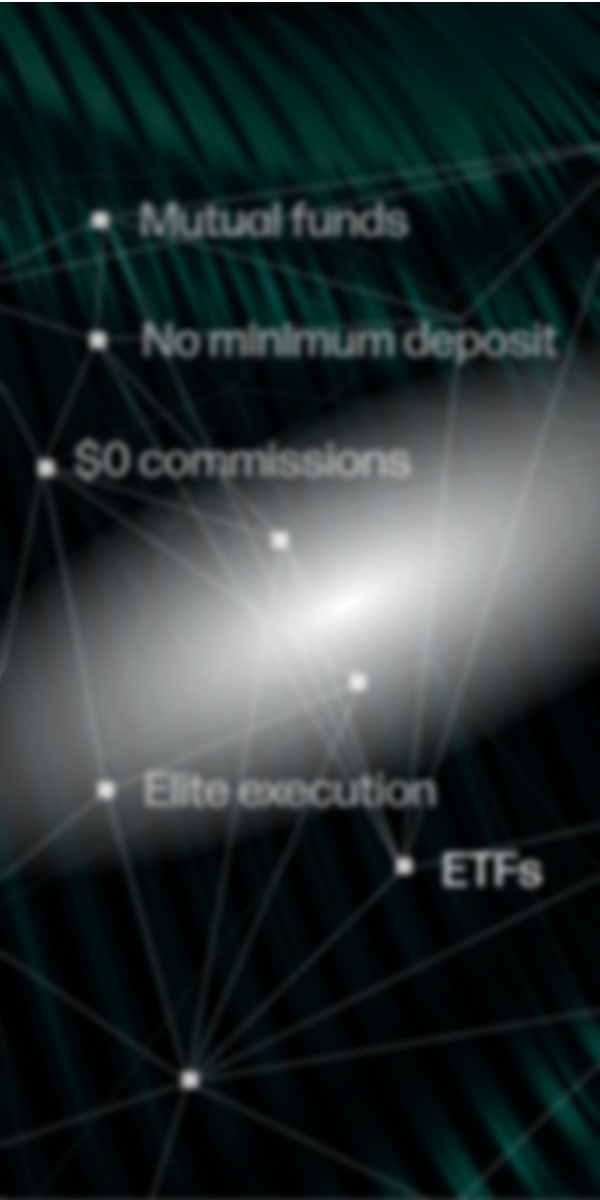 Mutual funds
No minimum deposit
$0 commissions
Elite execution
ETFs